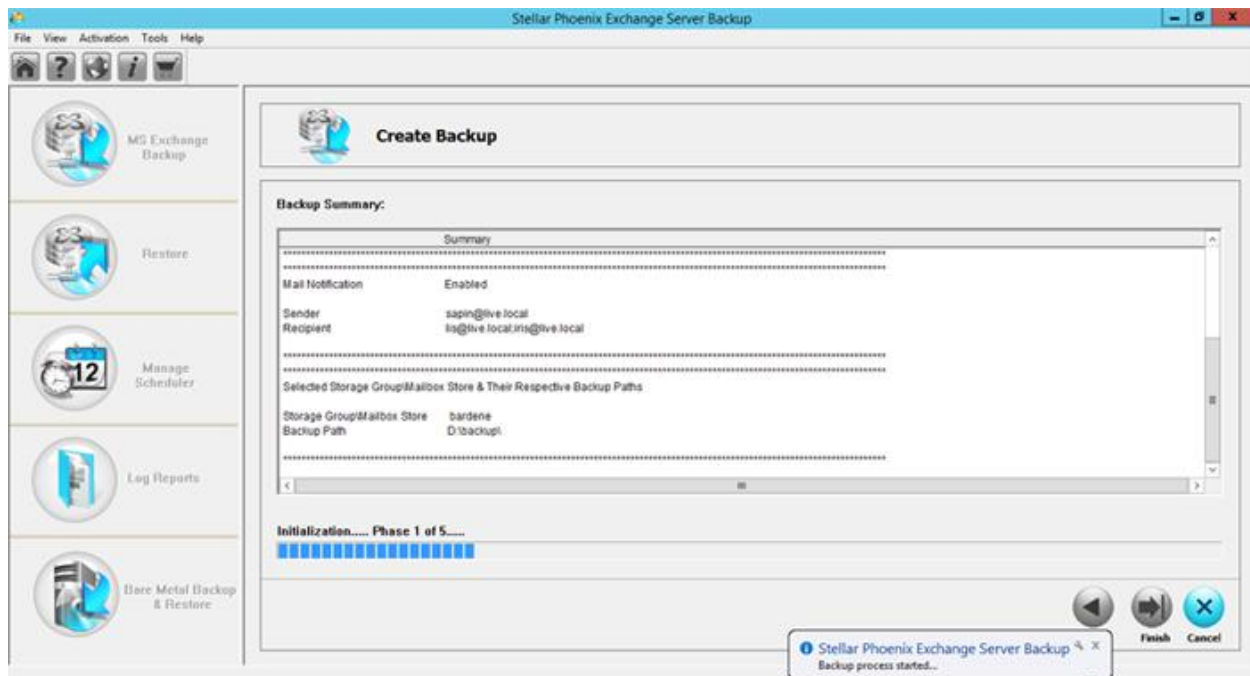 Stellar Phoenix Exchange Server Backup
File View Activation Tools Help
MS Exchange
Backup
Restore
12
Manage
Scheduler
Log Reports
Bare Metal Backup
& Restore
Create Backup
Backup Summary:
Summary
Mail Notification Enabled
Sender sapin@live.local
Recipient lis@live.local;iris@live.local
Selected Storage Group\Mailbox Store & Their Respective Backup Paths
Storage Group\Mailbox Store bardene
Backup Path D:\backup\
Initialization..... Phase 1 of 5.....
Finish Cancel
Stellar Phoenix Exchange Server Backup
Backup process started...